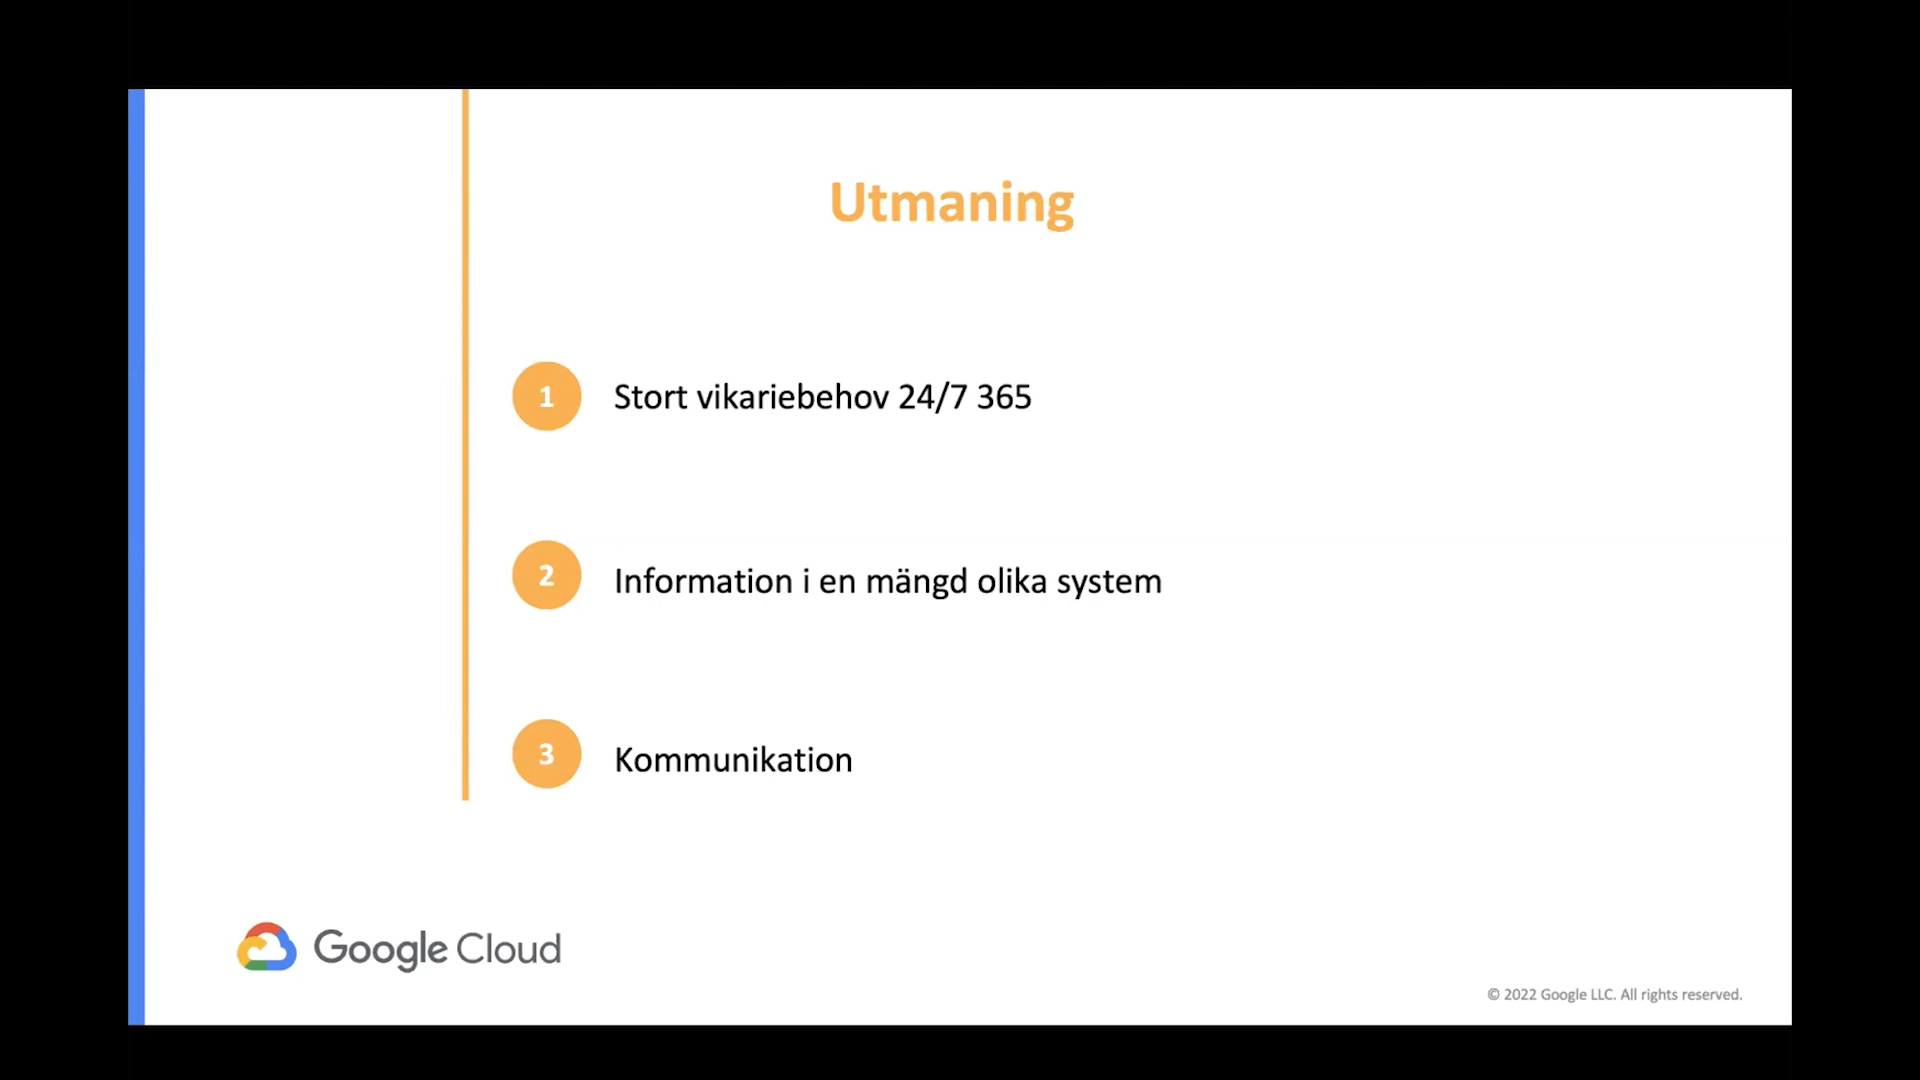 Utmaning
1 Stort vikariebehov 24/7 365
2 Information i en mängd olika system
3 Kommunikation
Google Cloud
© 2022 Google LLC. All rights reserved.